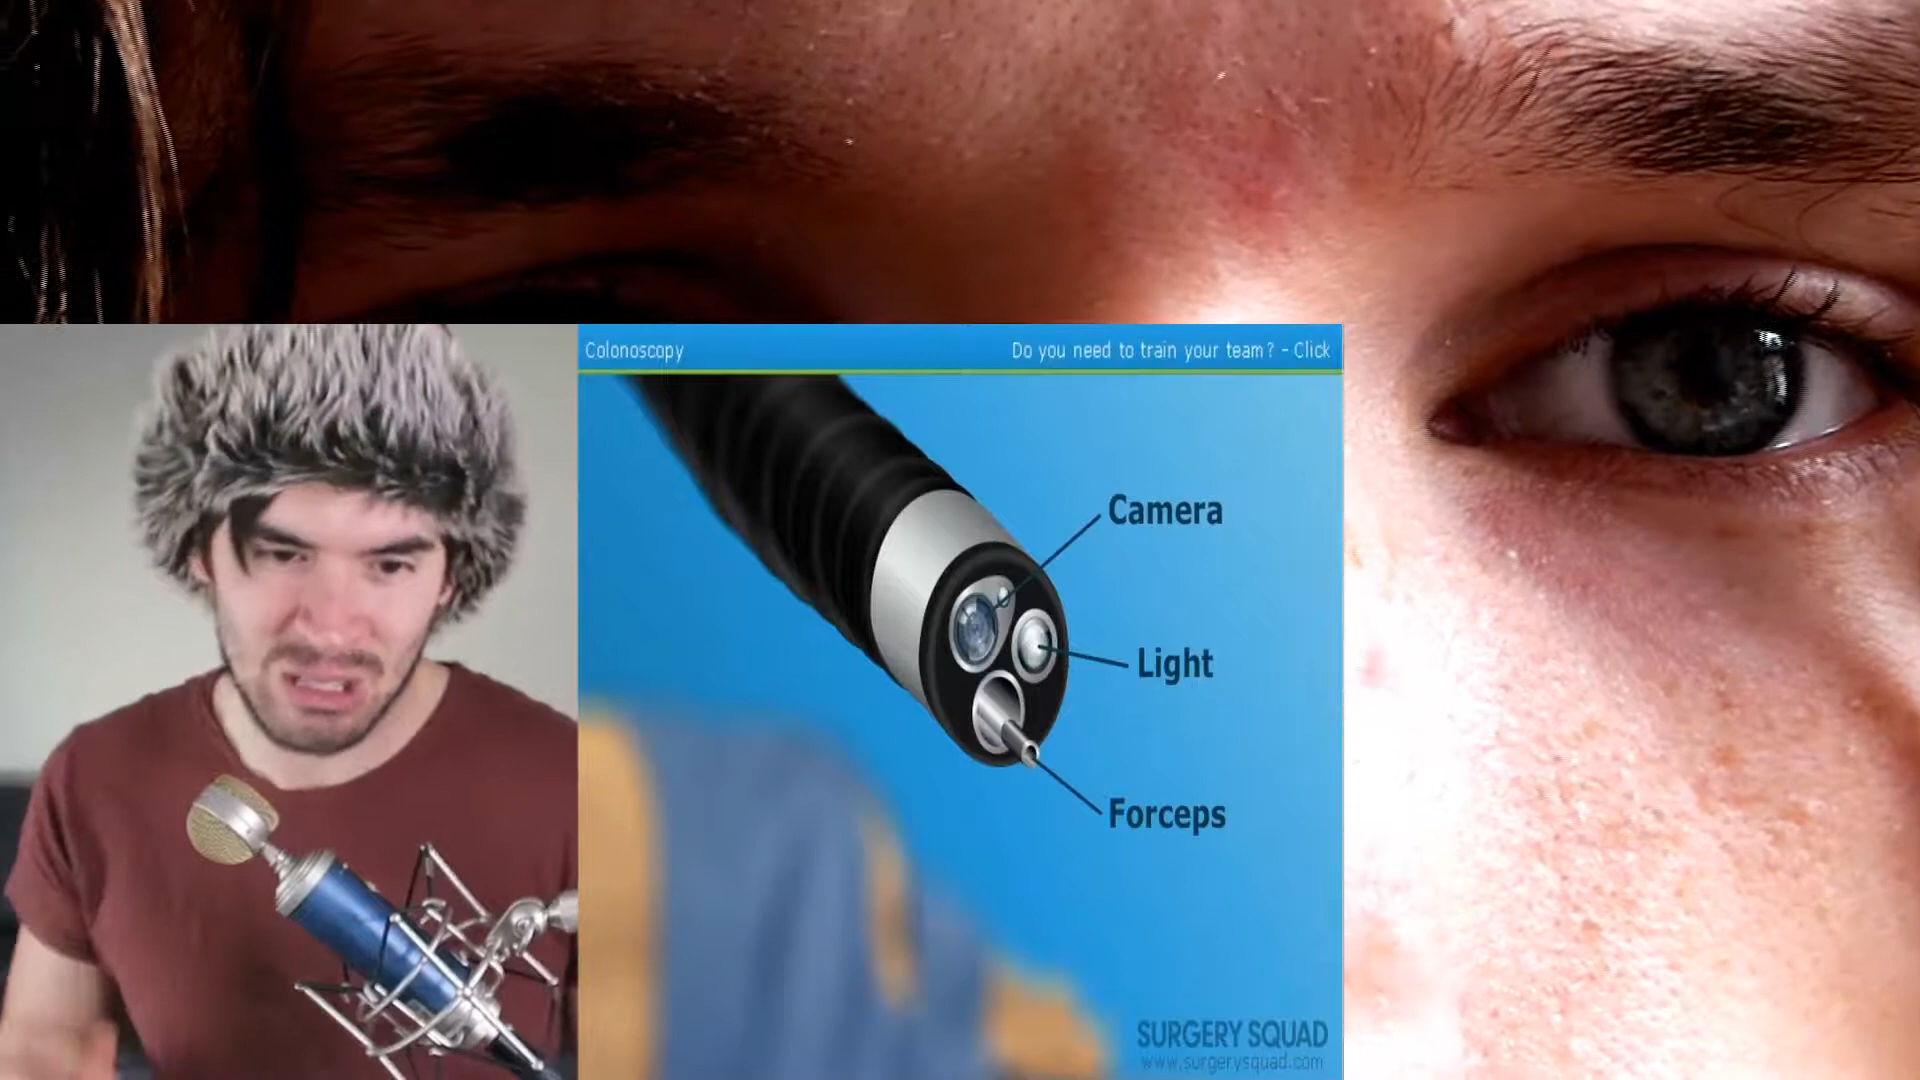 Colonoscopy
Do you need to train your team? - Click
Camera
Light
Forceps
SURGERY SQUAD
www.surgerysquad.com